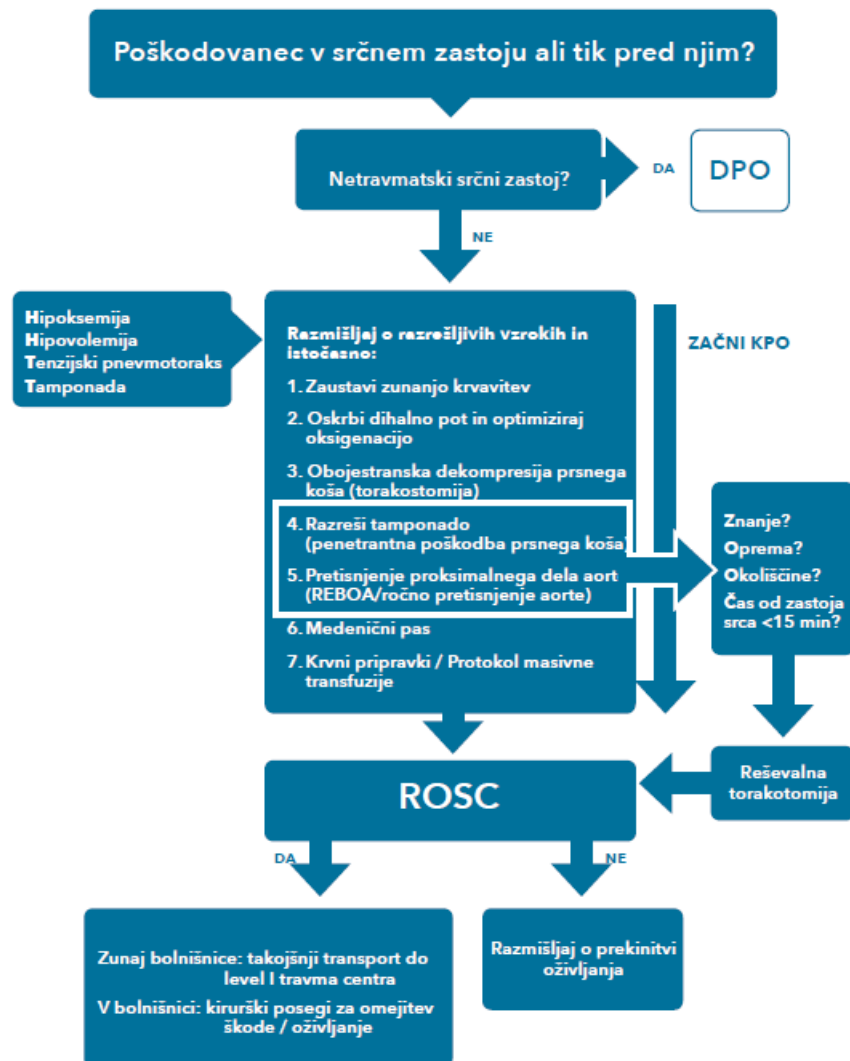 Poškodovanec v srčnem zastoju ali tik pred njim?
Netravmatski srčni zastoj?
DA
DPO
NE
Hipoksemija
Hipovolemija
Tenzijski pnevmotoraks
Tamponada
Razmišljaj o razrešljivih vzrokih in
istočasno:
1. Zaustavi zunanjo krvavitev
2. Oskrbi dihalno pot in optimiziraj
oksigenacijo
3. Obojestranska dekompresija prsnega
koša (torakostomija)
4. Razreši tamponado
(penetrantna poškodba prsnega koša)
5. Pretisnjenje proksimalnega dela aort
(REBOA/ročno pretisnjenje aorte)
6. Medenični pas
7. Krvni pripravki / Protokol masivne
transfuzije
ZAČNI KPO
Znanje?
Oprema?
Okoliščine?
Čas od zastoja
srca <15 min?
Reševalna
torakotomija
ROSC
DA
NE
Zunaj bolnišnice: takojšnji transport do
level I travma centra
V bolnišnici: kirurški posegi za omejitev
škode / oživljanje
Razmišljaj o prekinitvi
oživljanja